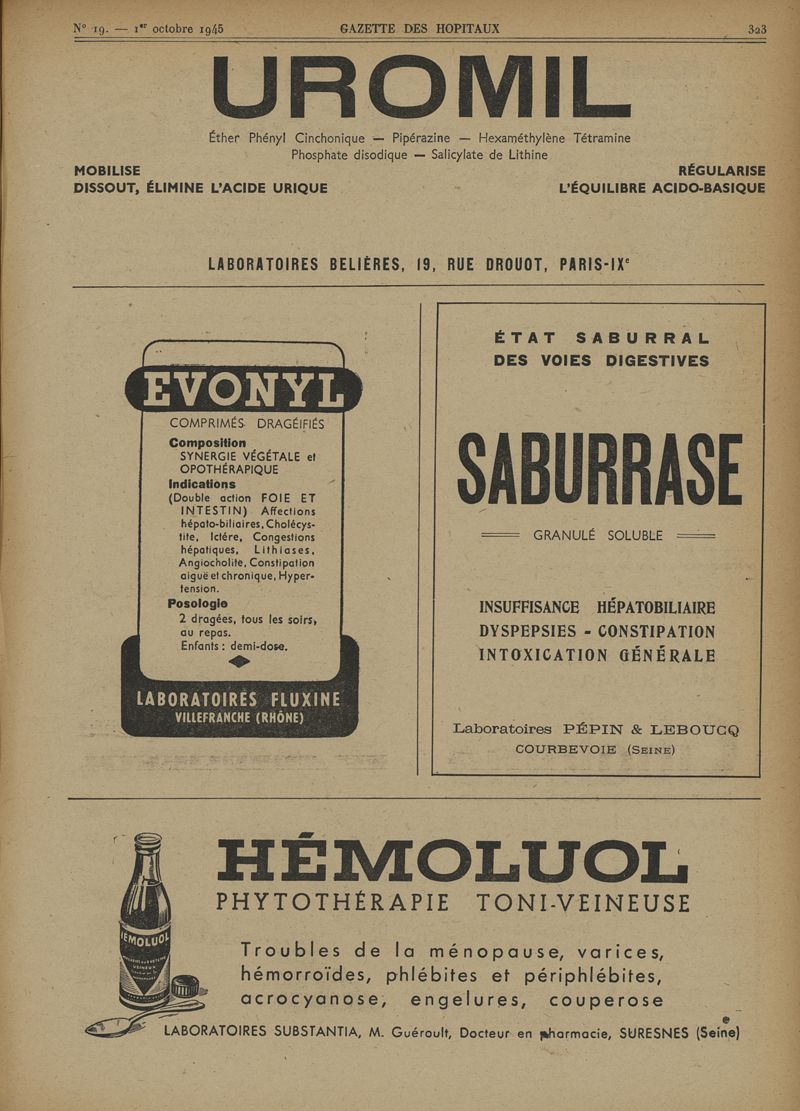 N° 19. — 1er octobre 1945 GAZETTE DES HOPITAUX 323
UROMIL
Éther Phényl Cinchonique — Pipérazine — Hexaméthylène Tétramine
Phosphate disodique — Salicylate de Lithine
MOBILISE
DISSOUT, ÉLIMINE L'ACIDE URIQUE
RÉGULARISE
L'ÉQUILIBRE ACIDO-BASIQUE
LABORATOIRES BELIÈRES, 19, RUE DROUOT, PARIS-IXe
EVONYL
COMPRIMÉS DRAGÉIFIÉS
Composition
SYNERGIE VÉGÉTALE et
OPOTHÉRAPIQUE
Indications
(Double action FOIE ET
INTESTIN) Affections
hépato-biliaires, Cholécys-
tite, Ictére, Congestions
hépatiques, Lithiases,
Angiocholite, Constipation
aiguë et chronique, Hyper-
tension.
Posologie
2 dragées, tous les soirs,
au repas.
Enfants : demi-dose.
LABORATOIRES FLUXINE
VILLEFRANCHE (RHÔNE)
ÉTAT SABURRAL
DES VOIES DIGESTIVES
SABURRASE
GRANULÉ SOLUBLE
INSUFFISANCE HÉPATOBILIAIRE
DYSPEPSIES - CONSTIPATION
INTOXICATION GÉNÉRALE
Laboratoires PÉPIN & LEBOUCQ
COURBEVOIE (SEINE)
HÉMOLUOL
PHYTOTHÉRAPIE TONI-VEINEUSE
HÉMOLUOL
VEINEUX
Troubles de la ménopause, varices,
hémorroïdes, phlébites et périphlébites,
acrocyanose, engelures, couperose
LABORATOIRES SUBSTANTIA, M. Guéroult, Docteur en pharmacie, SURESNES (Seine)